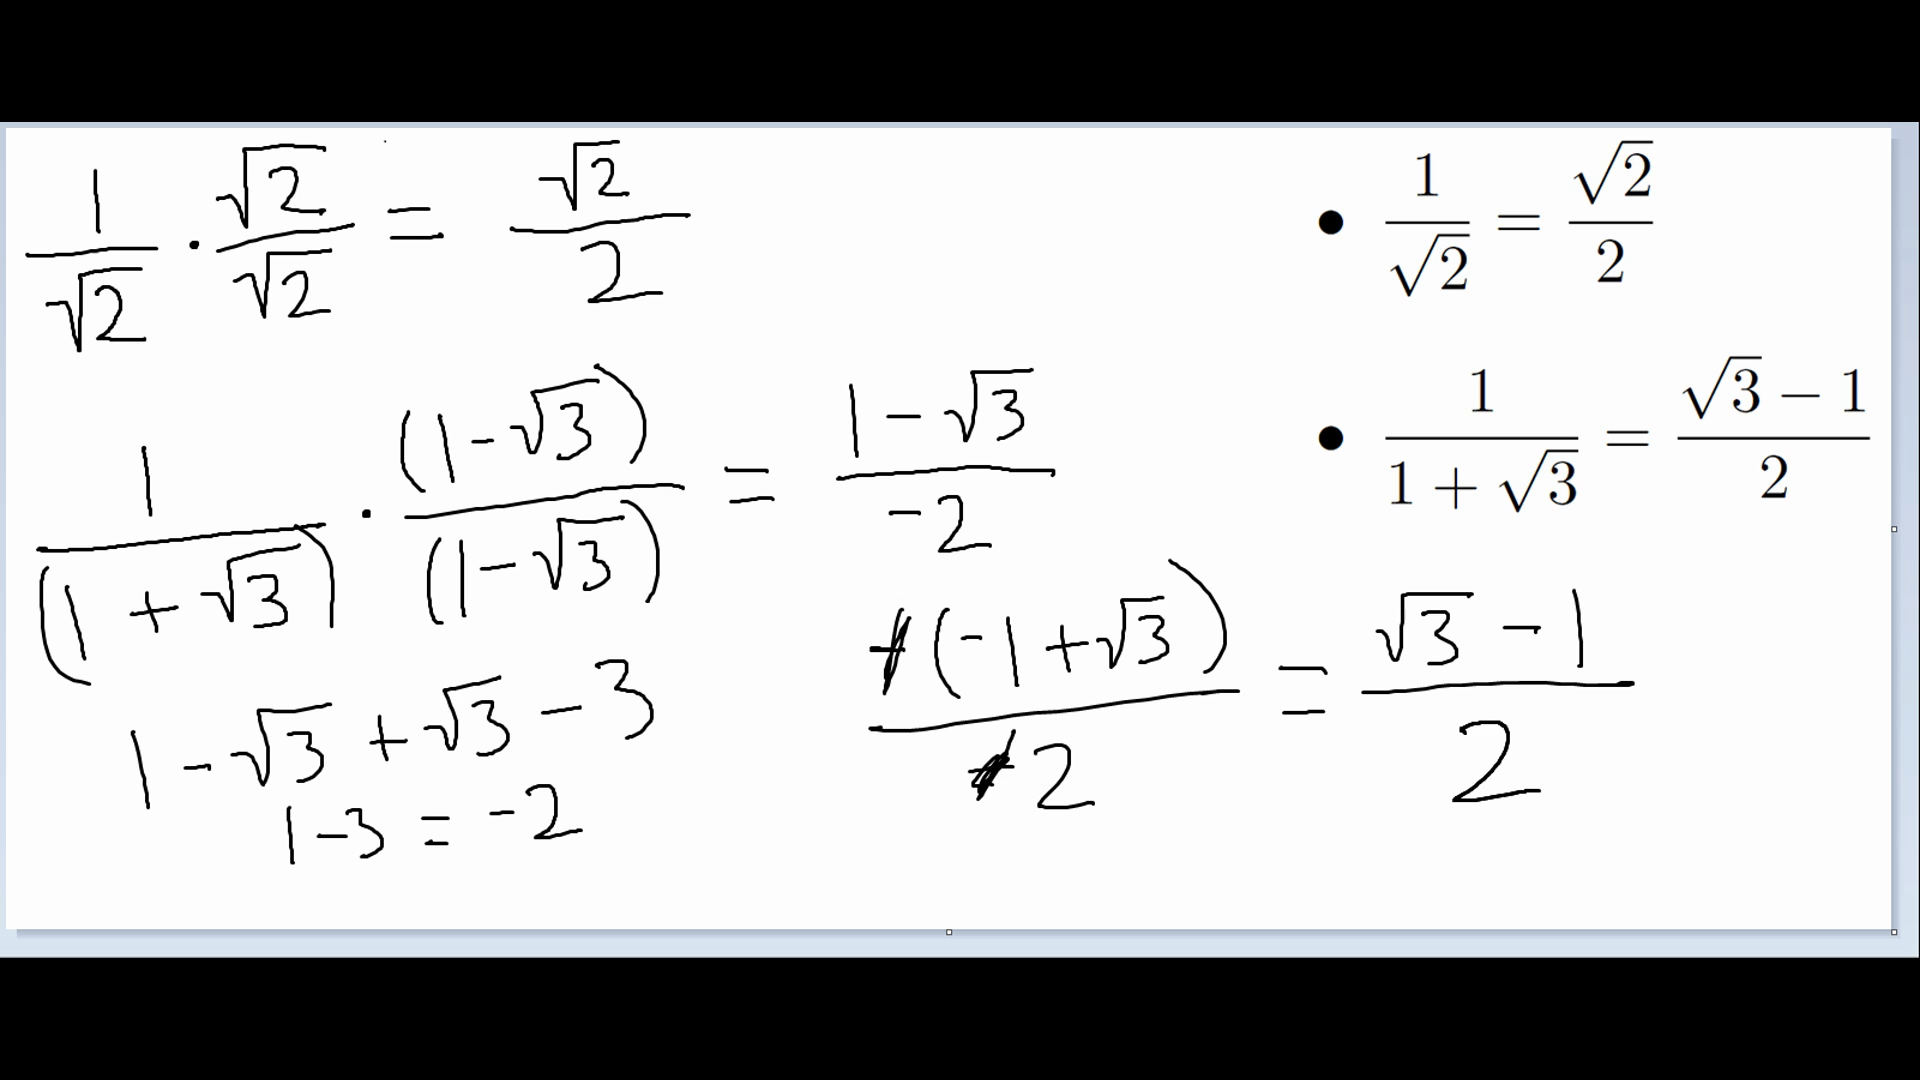 1/√2 · √2/√2 = √2/2
1/(1 + √3) · (1 - √3)/(1 - √3) = 1 - √3/-2
1 - √3 + √3 - 3
1 - 3 = -2
-(-1 + √3)/-2 = √3 - 1/2
• 1/√2 = √2/2
• 1/1 + √3 = √3 − 1/2